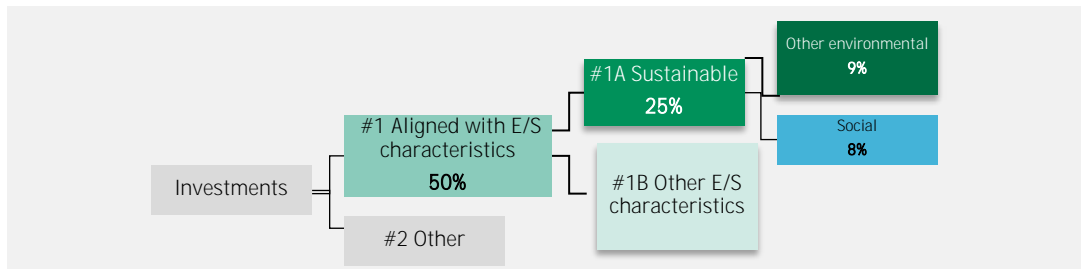 Investments
#1 Aligned with E/S
characteristics
50%
#2 Other
#1A Sustainable
25%
#1B Other E/S
characteristics
Other environmental
9%
Social
8%